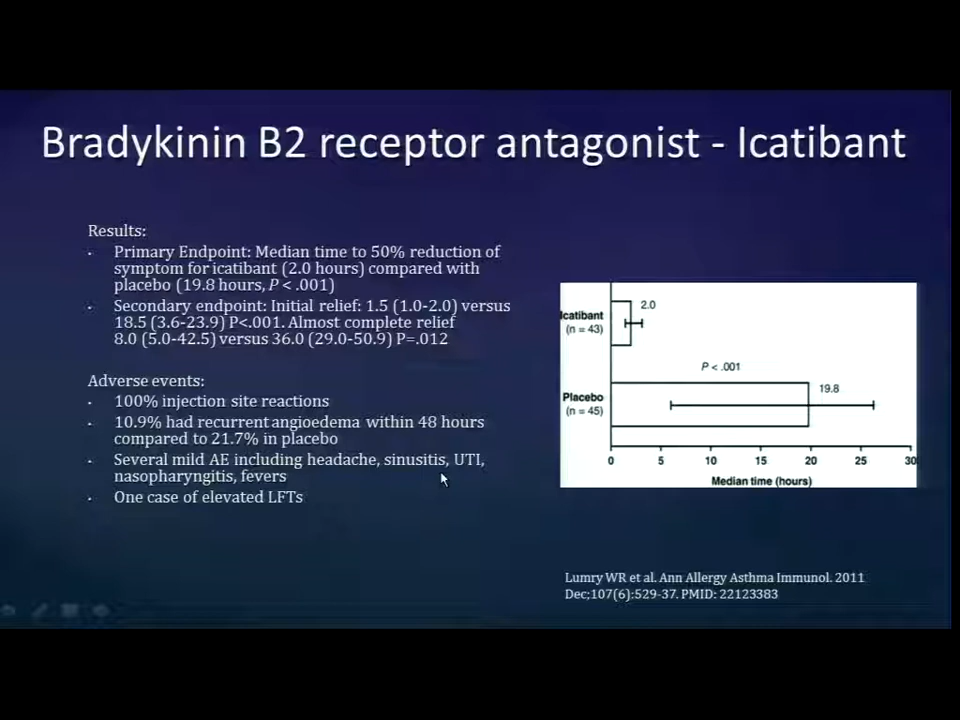 Bradykinin B2 receptor antagonist - Icatibant
Results:
• Primary Endpoint: Median time to 50% reduction of
symptom for icatibant (2.0 hours) compared with
placebo (19.8 hours, P < .001)
• Secondary endpoint: Initial relief: 1.5 (1.0-2.0) versus
18.5 (3.6-23.9) P<.001. Almost complete relief
8.0 (5.0-42.5) versus 36.0 (29.0-50.9) P=.012
Adverse events:
• 100% injection site reactions
• 10.9% had recurrent angioedema within 48 hours
compared to 21.7% in placebo
• Several mild AE including headache, sinusitis, UTI,
nasopharyngitis, fevers
• One case of elevated LFTs
Icatibant
(n = 43)
2.0
P < .001
Placebo
(n = 45)
19.8
0 5 10 15 20 25 30
Median time (hours)
Lumry WR et al. Ann Allergy Asthma Immunol. 2011
Dec;107(6):529-37. PMID: 22123383